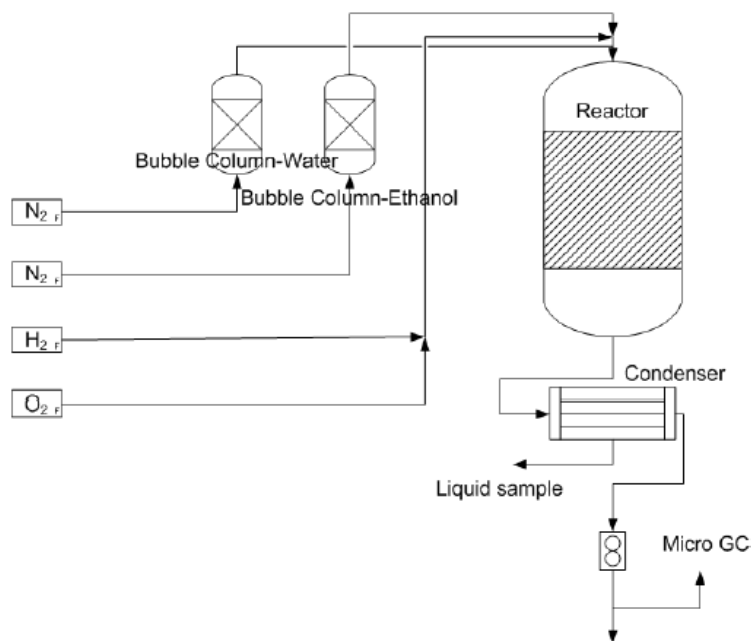 Reactor
Bubble Column-Water
Bubble Column-Ethanol
N2 F
N2 F
H2 F
O2 F
Condenser
Liquid sample
Micro GC